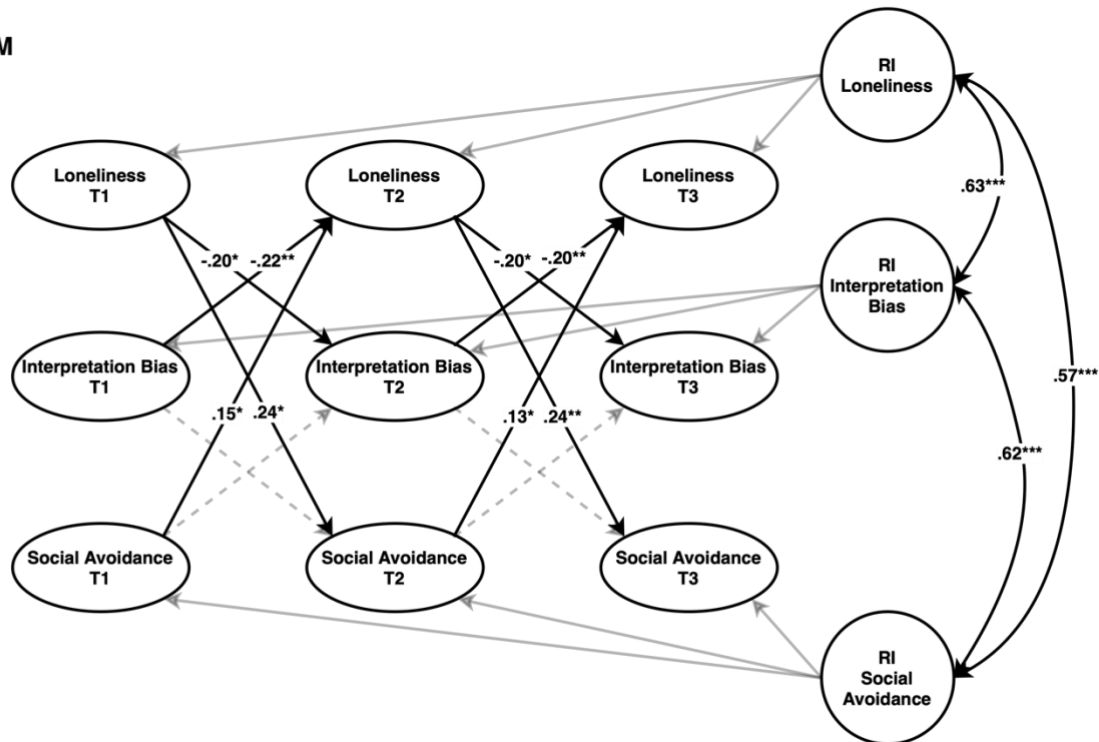 M
RI
Loneliness
Loneliness
T1
Loneliness
T2
Loneliness
T3
.63***
-.20* -.22**
-.20* -.20**
RI
Interpretation
Bias
Interpretation Bias
T1
Interpretation Bias
T2
Interpretation Bias
T3
.57***
.15* .24*
.13* .24**
.62***
Social Avoidance
T1
Social Avoidance
T2
Social Avoidance
T3
RI
Social
Avoidance